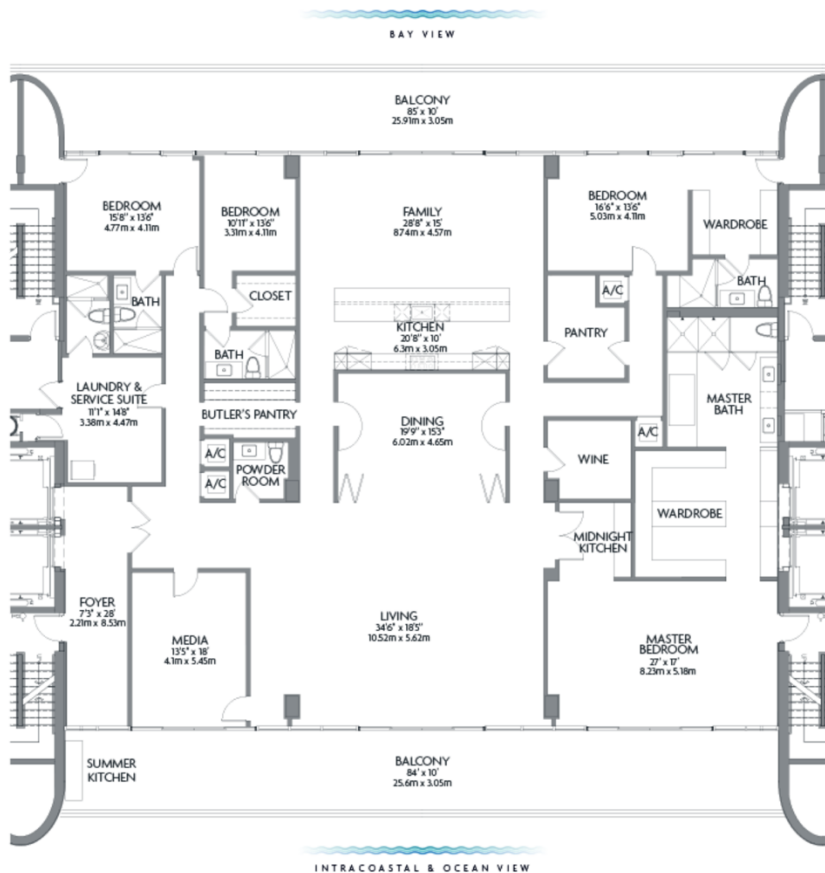 BAY VIEW
BALCONY
85' x 10'
25.91m x 3.05m
BEDROOM
15'8" x 13'6"
4.77m x 4.11m
BEDROOM
10'11" x 13'6"
3.31m x 4.11m
FAMILY
28'8" x 15'
8.74m x 4.57m
BEDROOM
16'6" x 13'6"
5.03m x 4.11m
WARDROBE
BATH
CLOSET
A/C
BATH
KITCHEN
20'8" x 10'
6.3m x 3.05m
PANTRY
BATH
LAUNDRY &
SERVICE SUITE
11'1" x 14'8"
3.38m x 4.47m
BUTLER'S PANTRY
DINING
19'9" x 15'3"
6.02m x 4.65m
MASTER
BATH
A/C
A/C
WINE
POWDER
ROOM
A/C
WARDROBE
MIDNIGHT
KITCHEN
FOYER
7'3" x 28'
2.21m x 8.53m
MEDIA
13'5" x 18'
4.1m x 5.45m
LIVING
34'6" x 18'5"
10.52m x 5.62m
MASTER
BEDROOM
27' x 17'
8.23m x 5.18m
SUMMER
KITCHEN
BALCONY
84' x 10'
25.6m x 3.05m
INTRACOASTAL & OCEAN VIEW